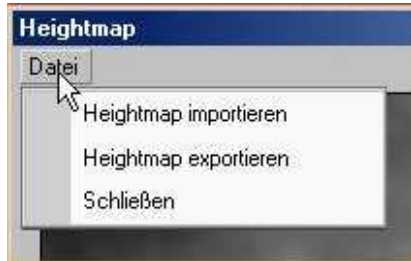 Heightmap
Datei
Heightmap importieren
Heightmap exportieren
Schließen